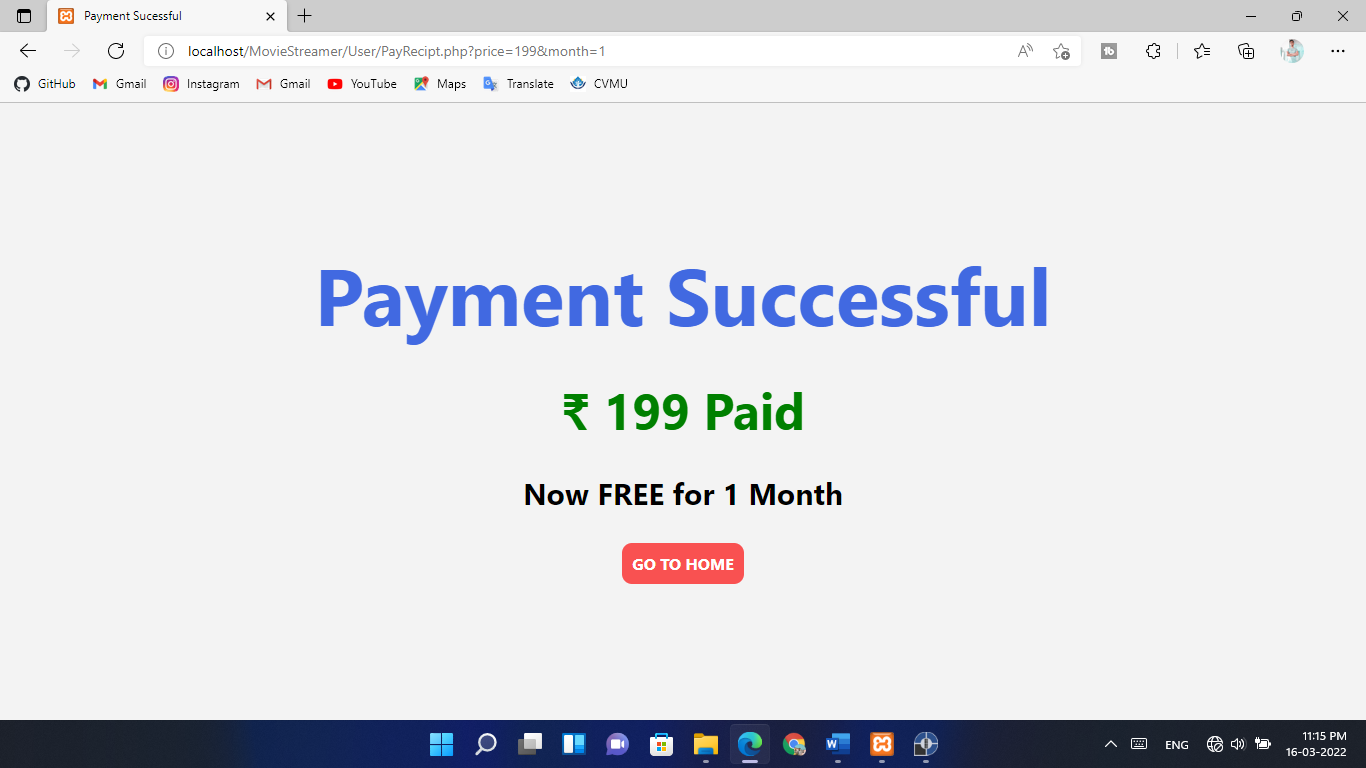 Payment Sucessful
localhost/MovieStreamer/User/PayRecipt.php?price=199&month=1
GitHub Gmail Instagram Gmail YouTube Maps Translate CVMU
Payment Successful
₹ 199 Paid
Now FREE for 1 Month
GO TO HOME
ENG
11:15 PM
16-03-2022